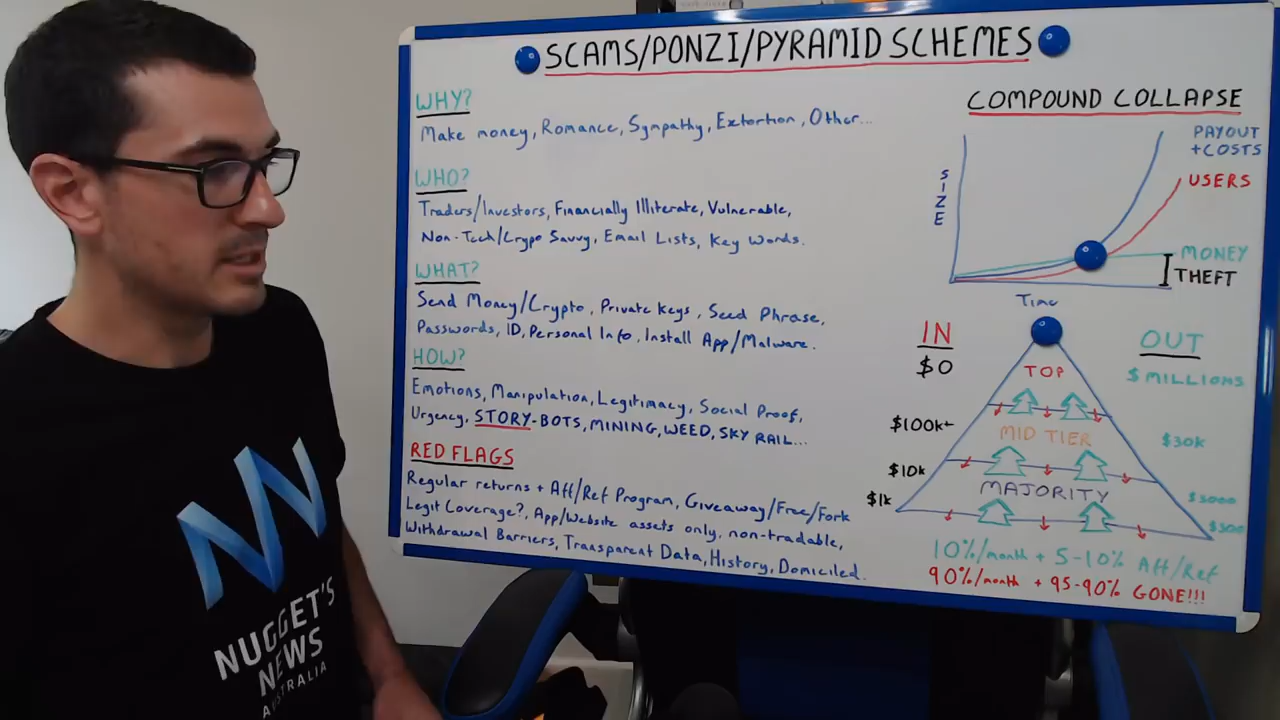 SCAMS/PONZI/PYRAMID SCHEMES
WHY?
Make money, Romance, Sympathy, Extortion, Other...
WHO?
Traders/Investors, Financially Illiterate, Vulnerable,
Non-Tech/Crypo Savvy, Email Lists, Key Words.
WHAT?
Send Money/Crypto, Private Keys, Seed Phrase,
Passwords, ID, Personal Info, Install App/Malware.
HOW?
Emotions, Manipulation, Legitimacy, Social Proof,
Urgency, STORY-BOTS, MINING, WEED, SKY RAIL...
RED FLAGS
Regular returns + Aff/Ref Program, Giveaway/Free/Fork
Legit Coverage?, App/Website assets only, non-tradable,
Withdrawal Barriers, Transparent Data, History, Domiciled.
COMPOUND COLLAPSE
PAYOUT
+COSTS
USERS
SIZE
MONEY
THEFT
Time
IN
OUT
$0
TOP
$MILLIONS
$100k+
MID TIER
$30k
$10k
MAJORITY
$1k
$3000
$300
10%/month + 5-10% Aff/Ref
90%/month + 95-90% GONE!!!
NUGGET'S
NEWS
AUSTRALIA